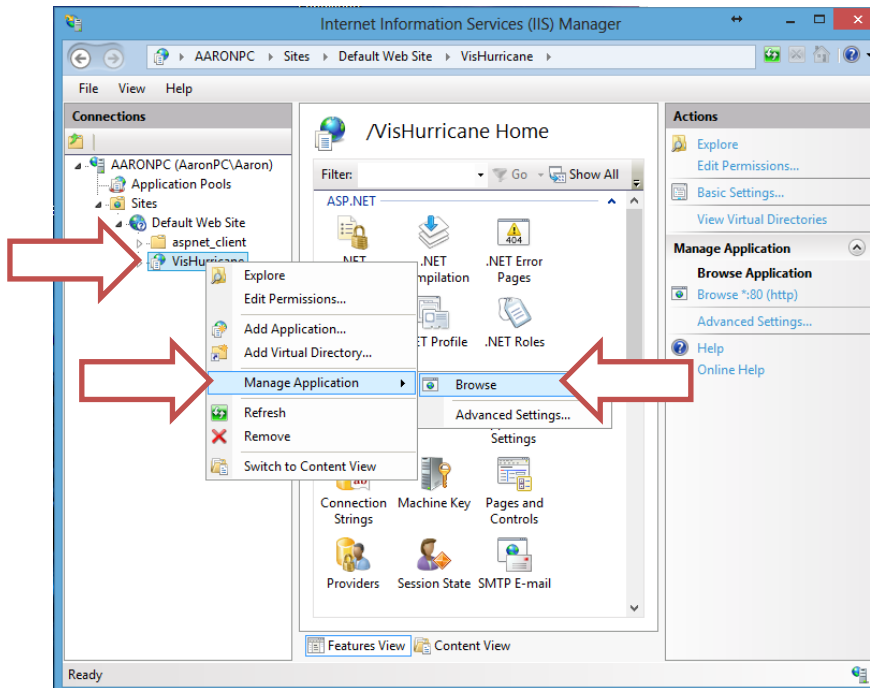 Internet Information Services (IIS) Manager
AARONPC Sites Default Web Site VisHurricane
File View Help
Connections
AARONPC (AaronPC\Aaron)
Application Pools
Sites
Default Web Site
aspnet_client
VisHurricane
Explore
Edit Permissions...
Add Application...
Add Virtual Directory...
Manage Application
Refresh
Remove
Switch to Content View
Browse
Advanced Settings...
/VisHurricane Home
Filter: Go Show All
ASP.NET
.NET Error
Pages
.NET Roles
Settings
Connection
Strings
Machine Key
Pages and
Controls
Providers
Session State
SMTP E-mail
Features View Content View
Actions
Explore
Edit Permissions...
Basic Settings...
View Virtual Directories
Manage Application
Browse Application
Browse *:80 (http)
Advanced Settings...
Help
Online Help
Ready